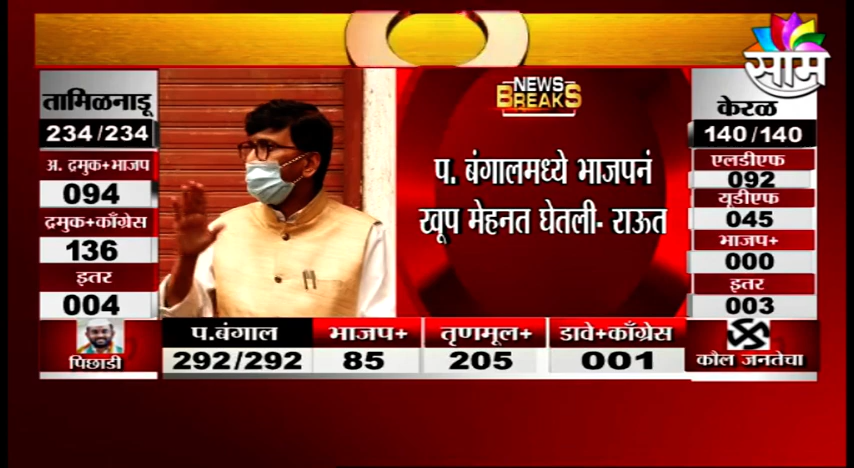 साम
तामिळनाडू
234/234
अ. द्रमुक+भाजप
094
द्रमुक+काँग्रेस
136
इतर
004
NEWS
BREAKS
प. बंगालमध्ये भाजपनं
खूप मेहनत घेतली- राऊत
केरळ
140/140
एलडीएफ
092
यूडीएफ
045
भाजप+
000
इतर
003
पिछाडी
प.बंगाल
292/292
भाजप+
85
तृणमूल+
205
डावे+काँग्रेस
001
कौल जनतेचा